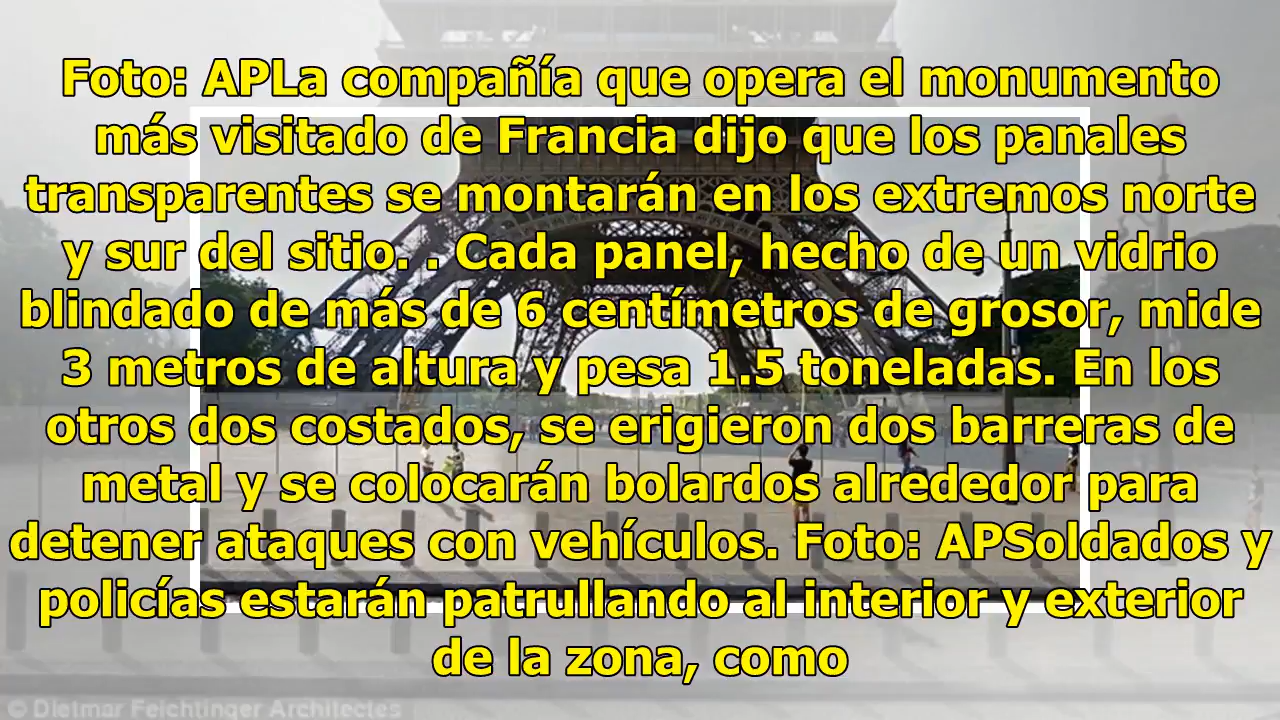 Foto: APLa compañía que opera el monumento
más visitado de Francia dijo que los panales
transparentes se montarán en los extremos norte
y sur del sitio. . Cada panel, hecho de un vidrio
blindado de más de 6 centímetros de grosor, mide
3 metros de altura y pesa 1.5 toneladas. En los
otros dos costados, se erigieron dos barreras de
metal y se colocarán bolardos alrededor para
detener ataques con vehículos. Foto: APSoldados y
policías estarán patrullando al interior y exterior
de la zona, como
© Dietmar Feichtinger Architectes